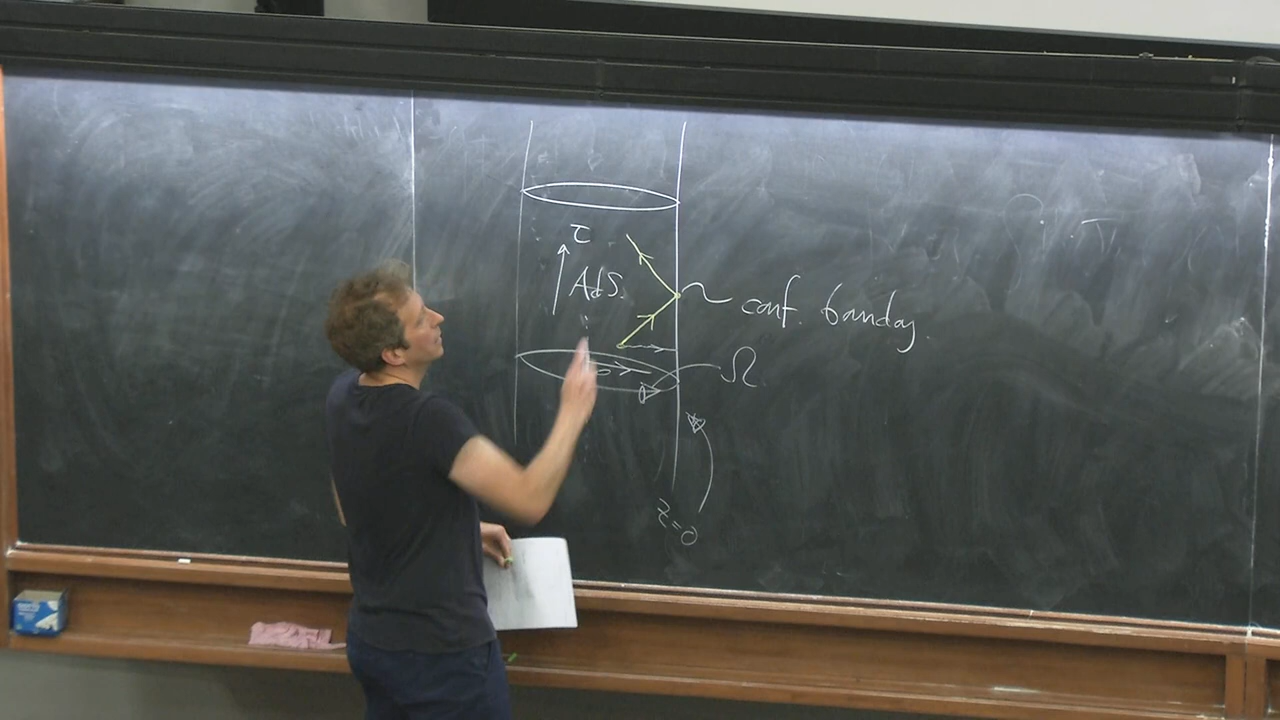 τ
AdS.
conf. bounday.
Ω
ρ
z=0